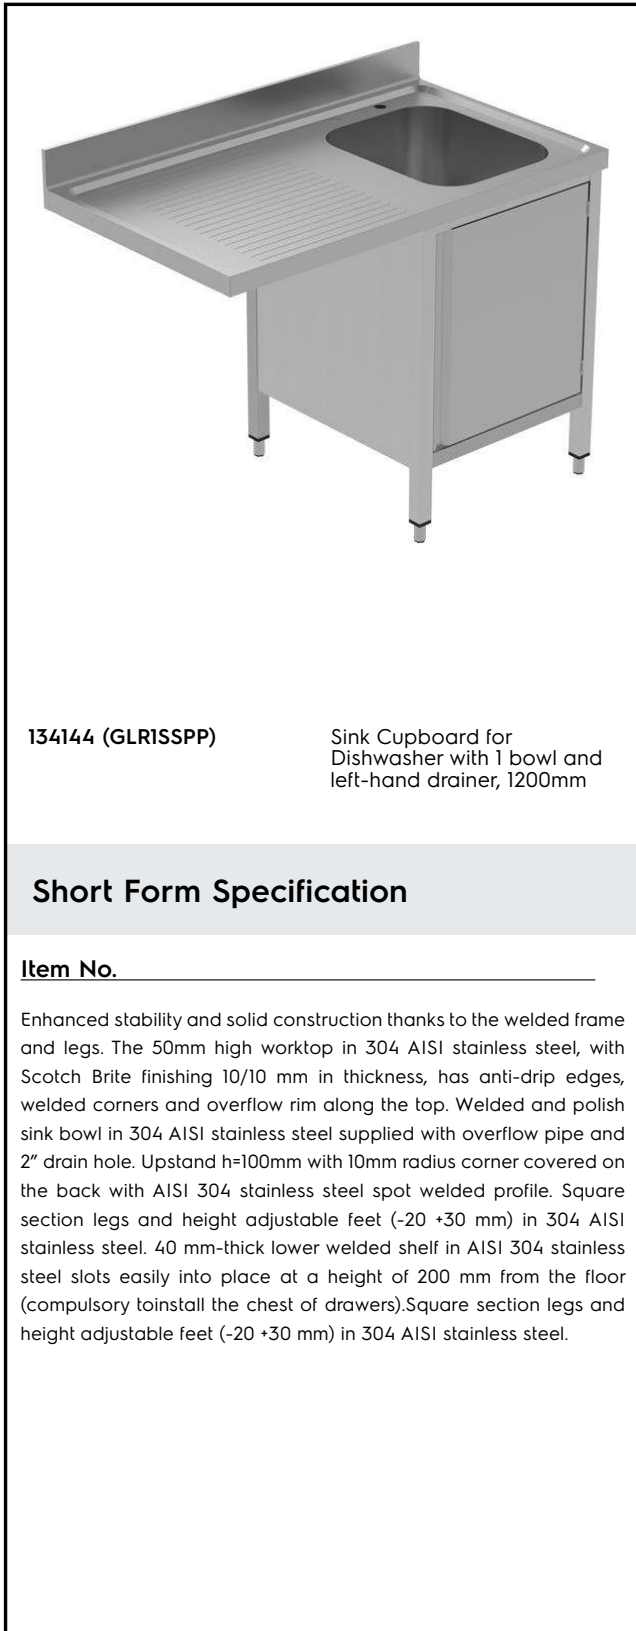 134144 (GLR1SSPP)
Sink Cupboard for
Dishwasher with 1 bowl and
left-hand drainer, 1200mm
Short Form Specification
Item No.
Enhanced stability and solid construction thanks to the welded frame
and legs. The 50mm high worktop in 304 AISI stainless steel, with
Scotch Brite finishing 10/10 mm in thickness, has anti-drip edges,
welded corners and overflow rim along the top. Welded and polish
sink bowl in 304 AISI stainless steel supplied with overflow pipe and
2” drain hole. Upstand h=100mm with 10mm radius corner covered on
the back with AISI 304 stainless steel spot welded profile. Square
section legs and height adjustable feet (-20 +30 mm) in 304 AISI
stainless steel. 40 mm-thick lower welded shelf in AISI 304 stainless
steel slots easily into place at a height of 200 mm from the floor
(compulsory toinstall the chest of drawers).Square section legs and
height adjustable feet (-20 +30 mm) in 304 AISI stainless steel.